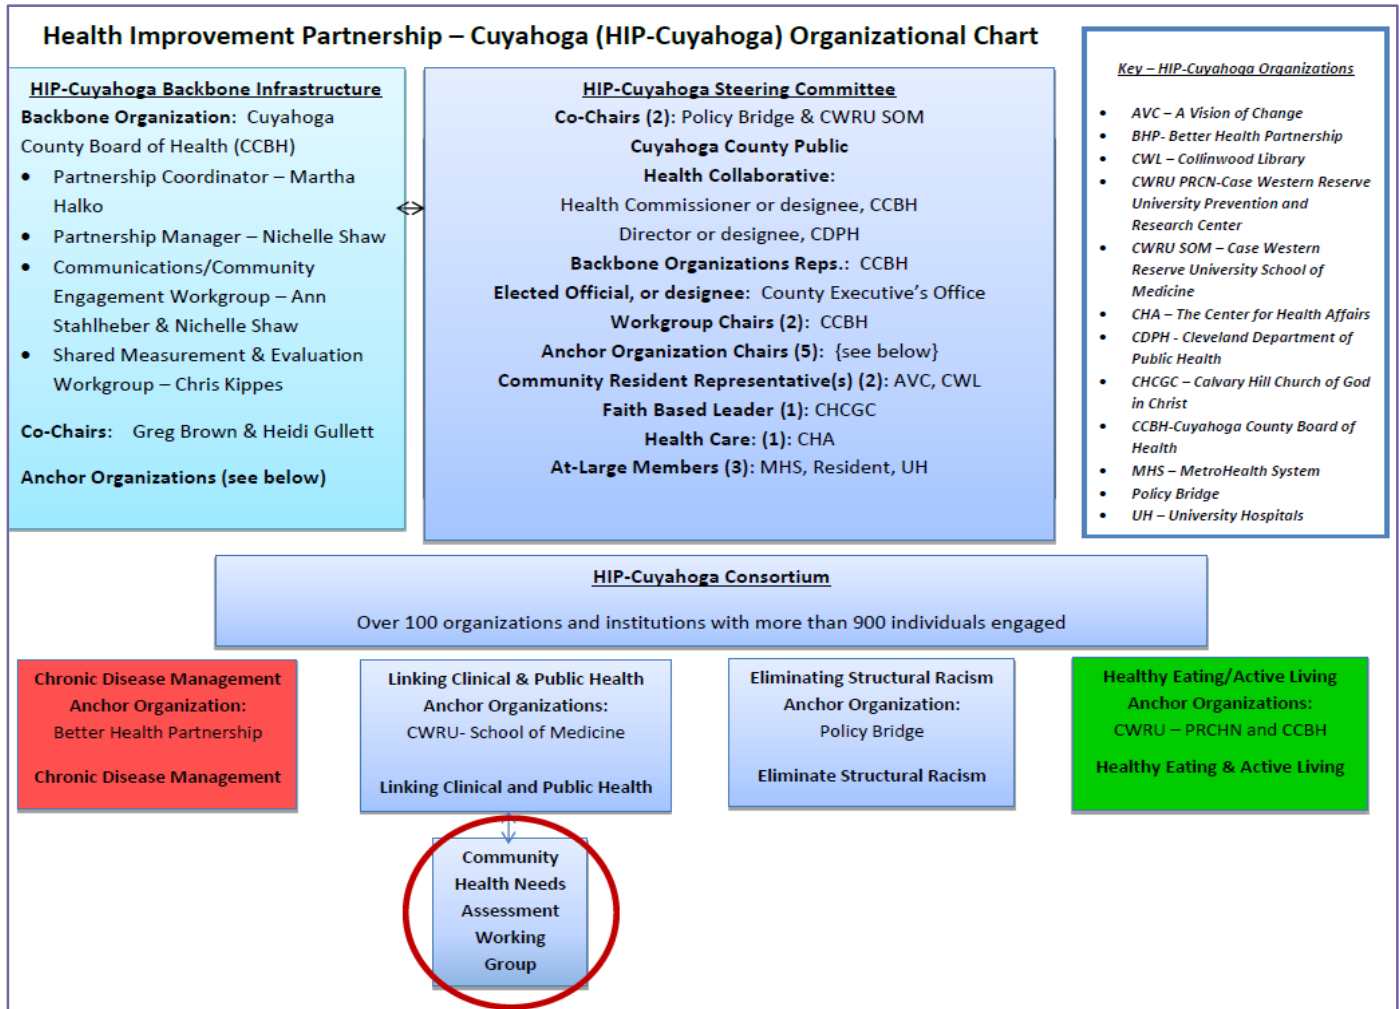 Health Improvement Partnership – Cuyahoga (HIP-Cuyahoga) Organizational Chart
HIP-Cuyahoga Backbone Infrastructure
Backbone Organization: Cuyahoga
County Board of Health (CCBH)
• Partnership Coordinator – Martha
Halko
• Partnership Manager – Nichelle Shaw
• Communications/Community
Engagement Workgroup – Ann
Stahlheber & Nichelle Shaw
• Shared Measurement & Evaluation
Workgroup – Chris Kippes
Co-Chairs: Greg Brown & Heidi Gullett
Anchor Organizations (see below)
HIP-Cuyahoga Steering Committee
Co-Chairs (2): Policy Bridge & CWRU SOM
Cuyahoga County Public
Health Collaborative:
Health Commissioner or designee, CCBH
Director or designee, CDPH
Backbone Organizations Reps.: CCBH
Elected Official, or designee: County Executive's Office
Workgroup Chairs (2): CCBH
Anchor Organization Chairs (5): {see below}
Community Resident Representative(s) (2): AVC, CWL
Faith Based Leader (1): CHCGC
Health Care: (1): CHA
At-Large Members (3): MHS, Resident, UH
Key – HIP-Cuyahoga Organizations
• AVC – A Vision of Change
• BHP- Better Health Partnership
• CWL – Collinwood Library
• CWRU PRCN-Case Western Reserve
University Prevention and
Research Center
• CWRU SOM – Case Western
Reserve University School of
Medicine
• CHA – The Center for Health Affairs
• CDPH - Cleveland Department of
Public Health
• CHCGC – Calvary Hill Church of God
in Christ
• CCBH-Cuyahoga County Board of
Health
• MHS – MetroHealth System
• Policy Bridge
• UH – University Hospitals
HIP-Cuyahoga Consortium
Over 100 organizations and institutions with more than 900 individuals engaged
Chronic Disease Management
Anchor Organization:
Better Health Partnership
Chronic Disease Management
Linking Clinical & Public Health
Anchor Organizations:
CWRU- School of Medicine
Linking Clinical and Public Health
Eliminating Structural Racism
Anchor Organization:
Policy Bridge
Eliminate Structural Racism
Healthy Eating/Active Living
Anchor Organizations:
CWRU – PRCHN and CCBH
Healthy Eating & Active Living
Community
Health Needs
Assessment
Working
Group